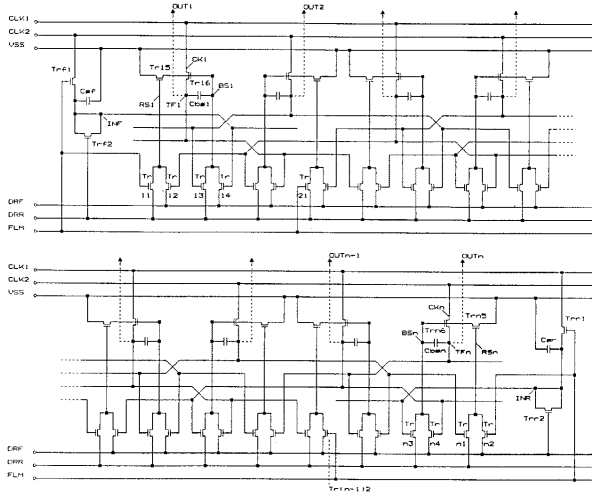 OUT1 OUT2
CLK1
CLK2
VSS
CK1
Trf1 Tr15 Tr16
Caf RS1 TF1 Cbm1 BS1
INF
Trf2
Tr Tr Tr Tr Tr
11 12 13 14 21
DRF
DRR
FLM
OUTn-1 OUTn
CLK1
CLK2
VSS
CKn
Trn5 Trr1
BSn Trn6 Cbmn TFn RSn Car
INR
Trr2
Tr Tr Tr Tr
n3 n4 n1 n2
DRF
DRR
FLM
Tr(n-1)2